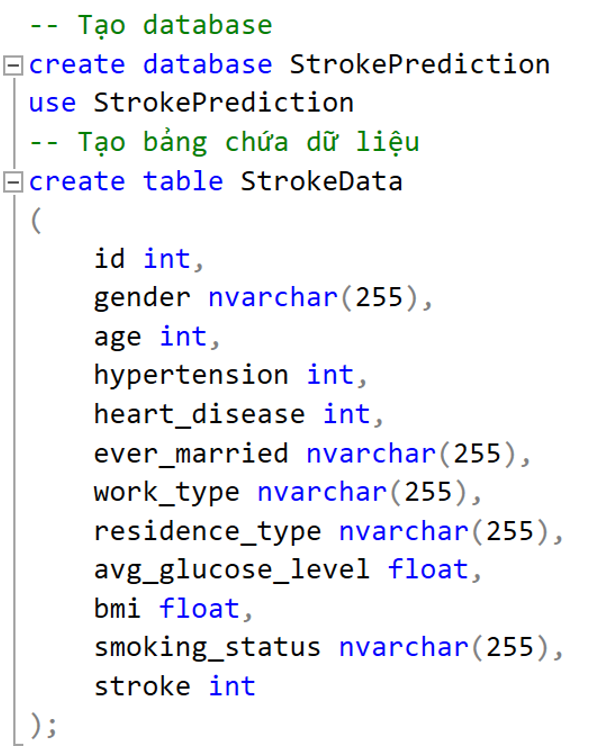 -- Tạo database
create database StrokePrediction
use StrokePrediction
-- Tạo bảng chứa dữ liệu
create table StrokeData
(
    id int,
    gender nvarchar(255),
    age int,
    hypertension int,
    heart_disease int,
    ever_married nvarchar(255),
    work_type nvarchar(255),
    residence_type nvarchar(255),
    avg_glucose_level float,
    bmi float,
    smoking_status nvarchar(255),
    stroke int
);